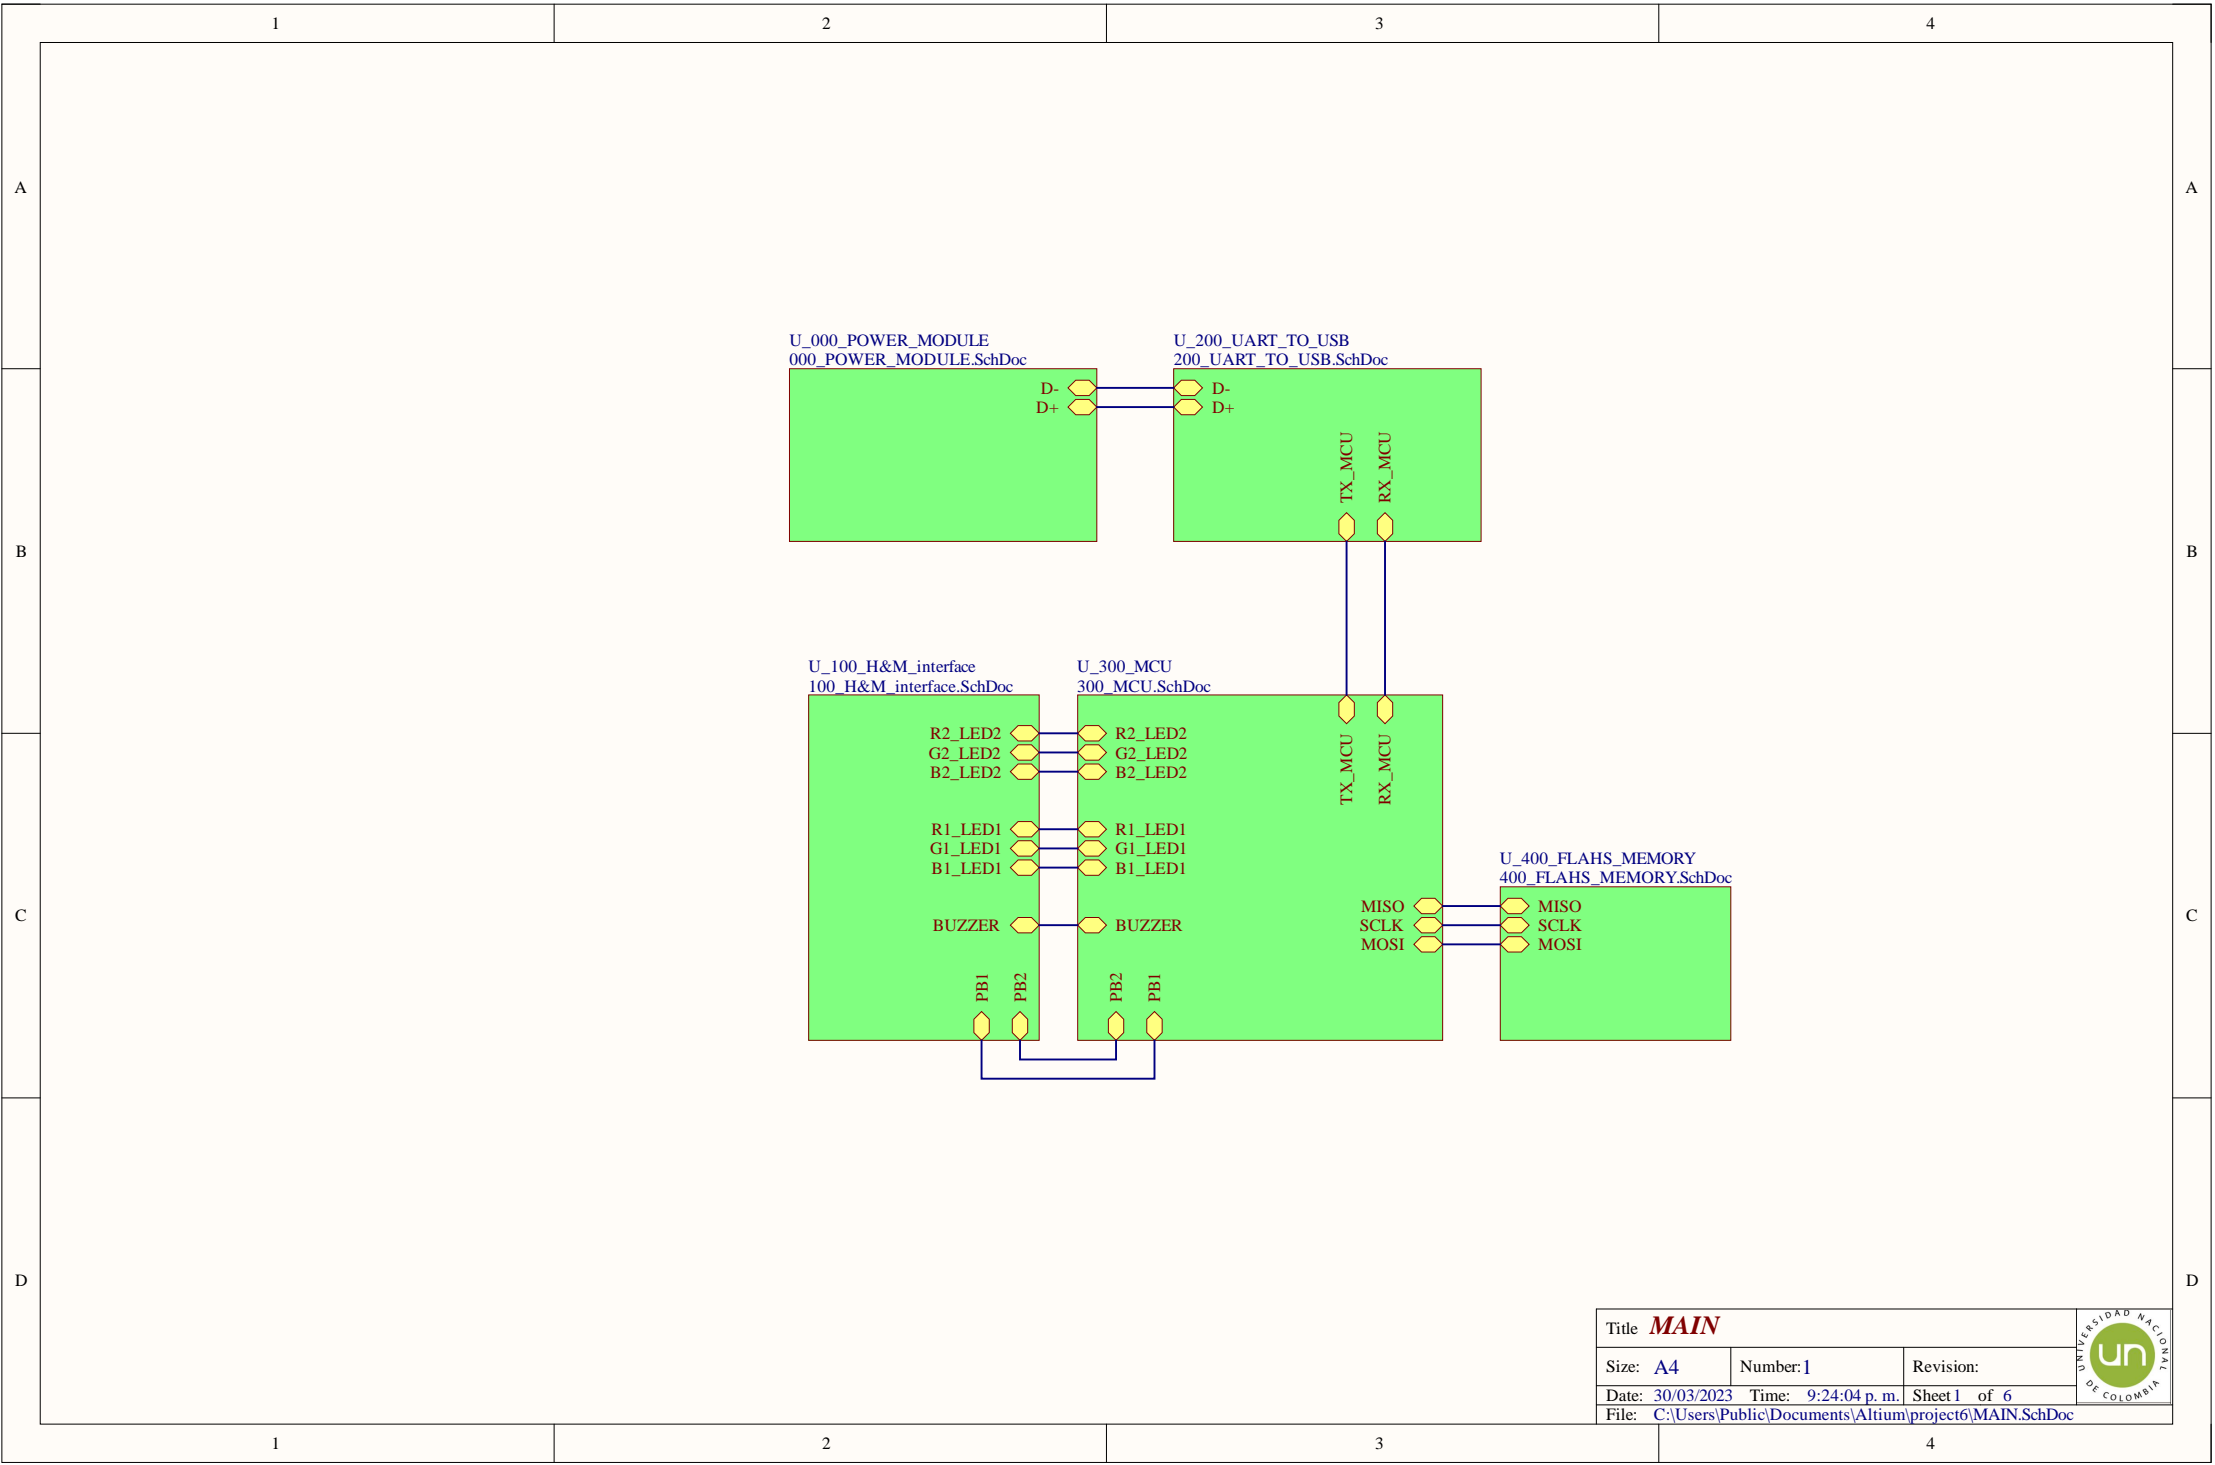 1 2 3 4
A A
U_000_POWER_MODULE
000_POWER_MODULE.SchDoc
D-
D+
U_200_UART_TO_USB
200_UART_TO_USB.SchDoc
D-
D+
TX_MCU
RX_MCU
B B
U_100_H&M_interface
100_H&M_interface.SchDoc
R2_LED2
G2_LED2
B2_LED2
R1_LED1
G1_LED1
B1_LED1
BUZZER
PB1
PB2
U_300_MCU
300_MCU.SchDoc
R2_LED2
G2_LED2
B2_LED2
R1_LED1
G1_LED1
B1_LED1
BUZZER
PB2
PB1
TX_MCU
RX_MCU
MISO
SCLK
MOSI
U_400_FLAHS_MEMORY
400_FLAHS_MEMORY.SchDoc
MISO
SCLK
MOSI
C C
D D
Title MAIN
Size: A4 Number:1 Revision:
Date: 30/03/2023 Time: 9:24:04 p. m. Sheet1 of 6
File: C:\Users\Public\Documents\Altium\project6\MAIN.SchDoc
UNIVERSIDAD NACIONAL
un
DE COLOMBIA
1 2 3 4